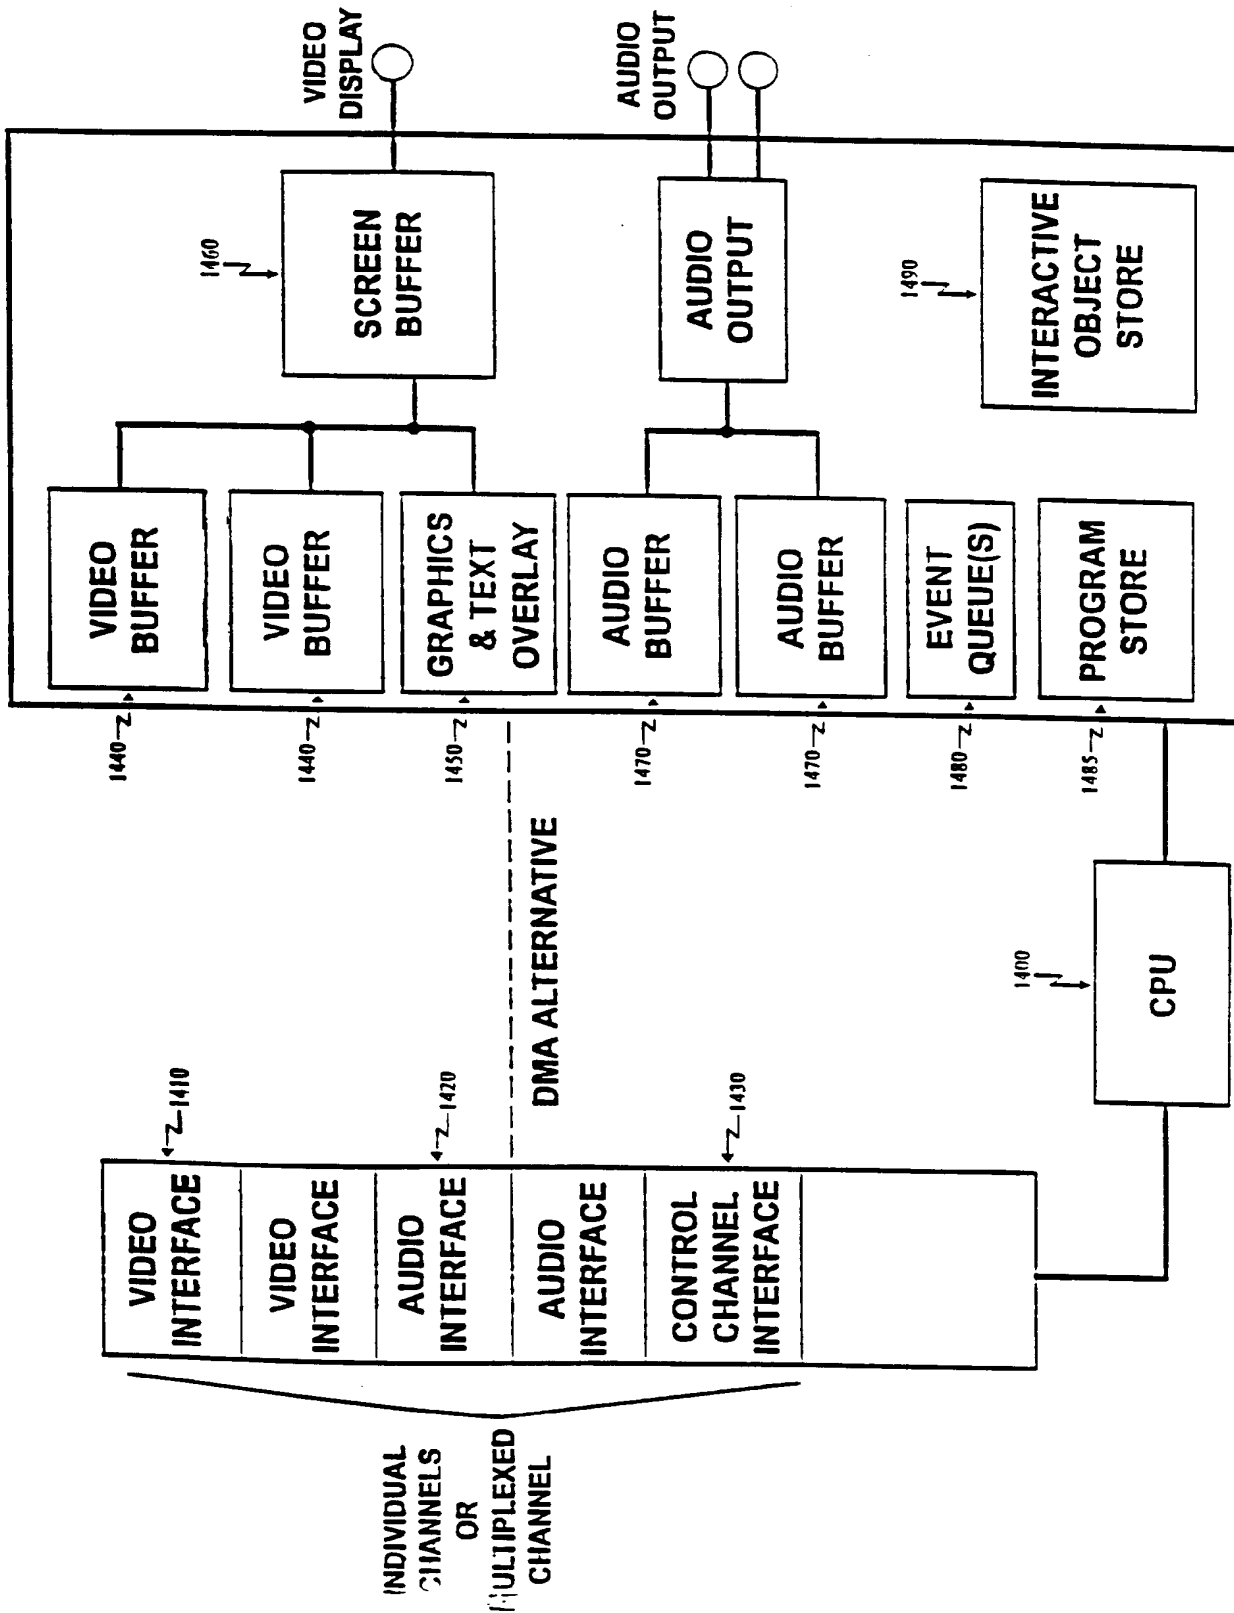 INDIVIDUAL
CHANNELS
OR
MULTIPLEXED
CHANNEL
VIDEO
INTERFACE
1410
VIDEO
INTERFACE
AUDIO
INTERFACE
1420
AUDIO
INTERFACE
CONTROL
CHANNEL
INTERFACE
1430
DMA ALTERNATIVE
CPU
1400
1440
VIDEO
BUFFER
1440
VIDEO
BUFFER
1450
GRAPHICS
& TEXT
OVERLAY
1470
AUDIO
BUFFER
1470
AUDIO
BUFFER
1480
EVENT
QUEUE(S)
1485
PROGRAM
STORE
1460
SCREEN
BUFFER
AUDIO
OUTPUT
1490
INTERACTIVE
OBJECT
STORE
VIDEO
DISPLAY
AUDIO
OUTPUT